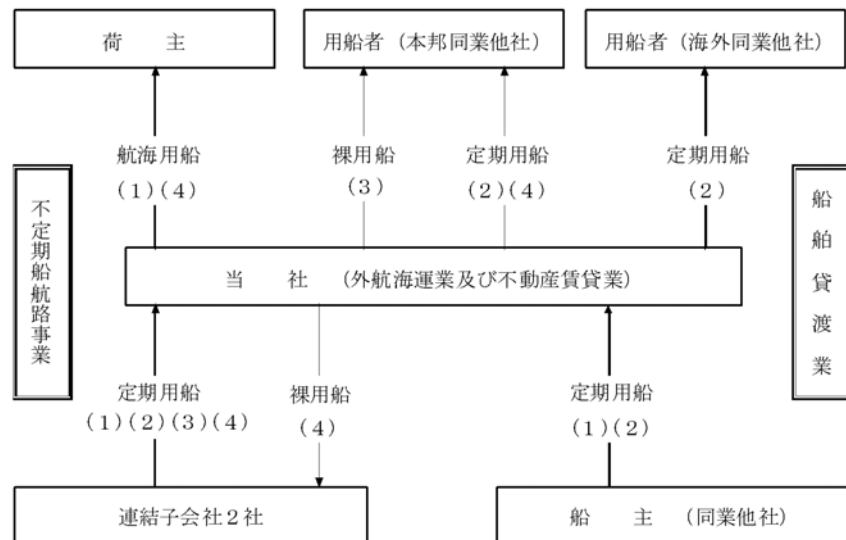 荷　　主
用船者（本邦同業他社）
用船者（海外同業他社）
航海用船
（１）（４）
裸用船
（３）
定期用船
（２）（４）
定期用船
（２）
不定期船航路事業
船舶貸渡業
当　　社　（外航海運業及び不動産賃貸業）
定期用船
（１）（２）（３）（４）
裸用船
（４）
定期用船
（１）（２）
連結子会社２社
船　　主　（同業他社）